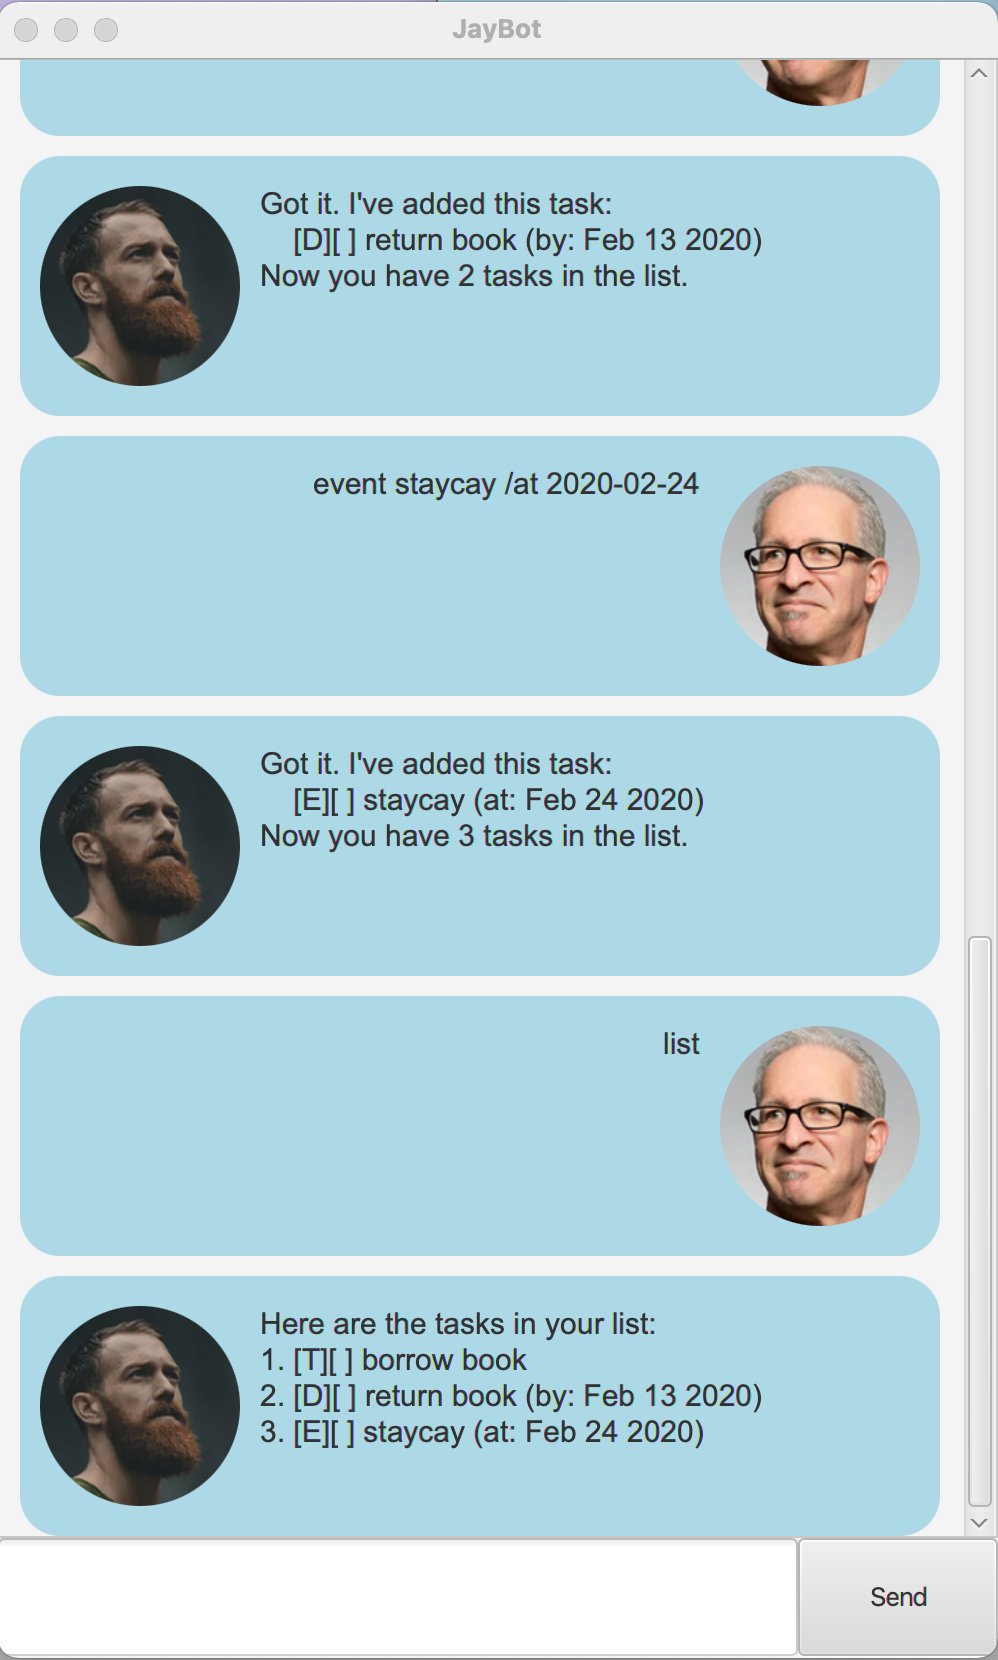 JayBot
Got it. I've added this task:
[D][ ] return book (by: Feb 13 2020)
Now you have 2 tasks in the list.
event staycay /at 2020-02-24
Got it. I've added this task:
[E][ ] staycay (at: Feb 24 2020)
Now you have 3 tasks in the list.
list
Here are the tasks in your list:
1. [T][ ] borrow book
2. [D][ ] return book (by: Feb 13 2020)
3. [E][ ] staycay (at: Feb 24 2020)
Send